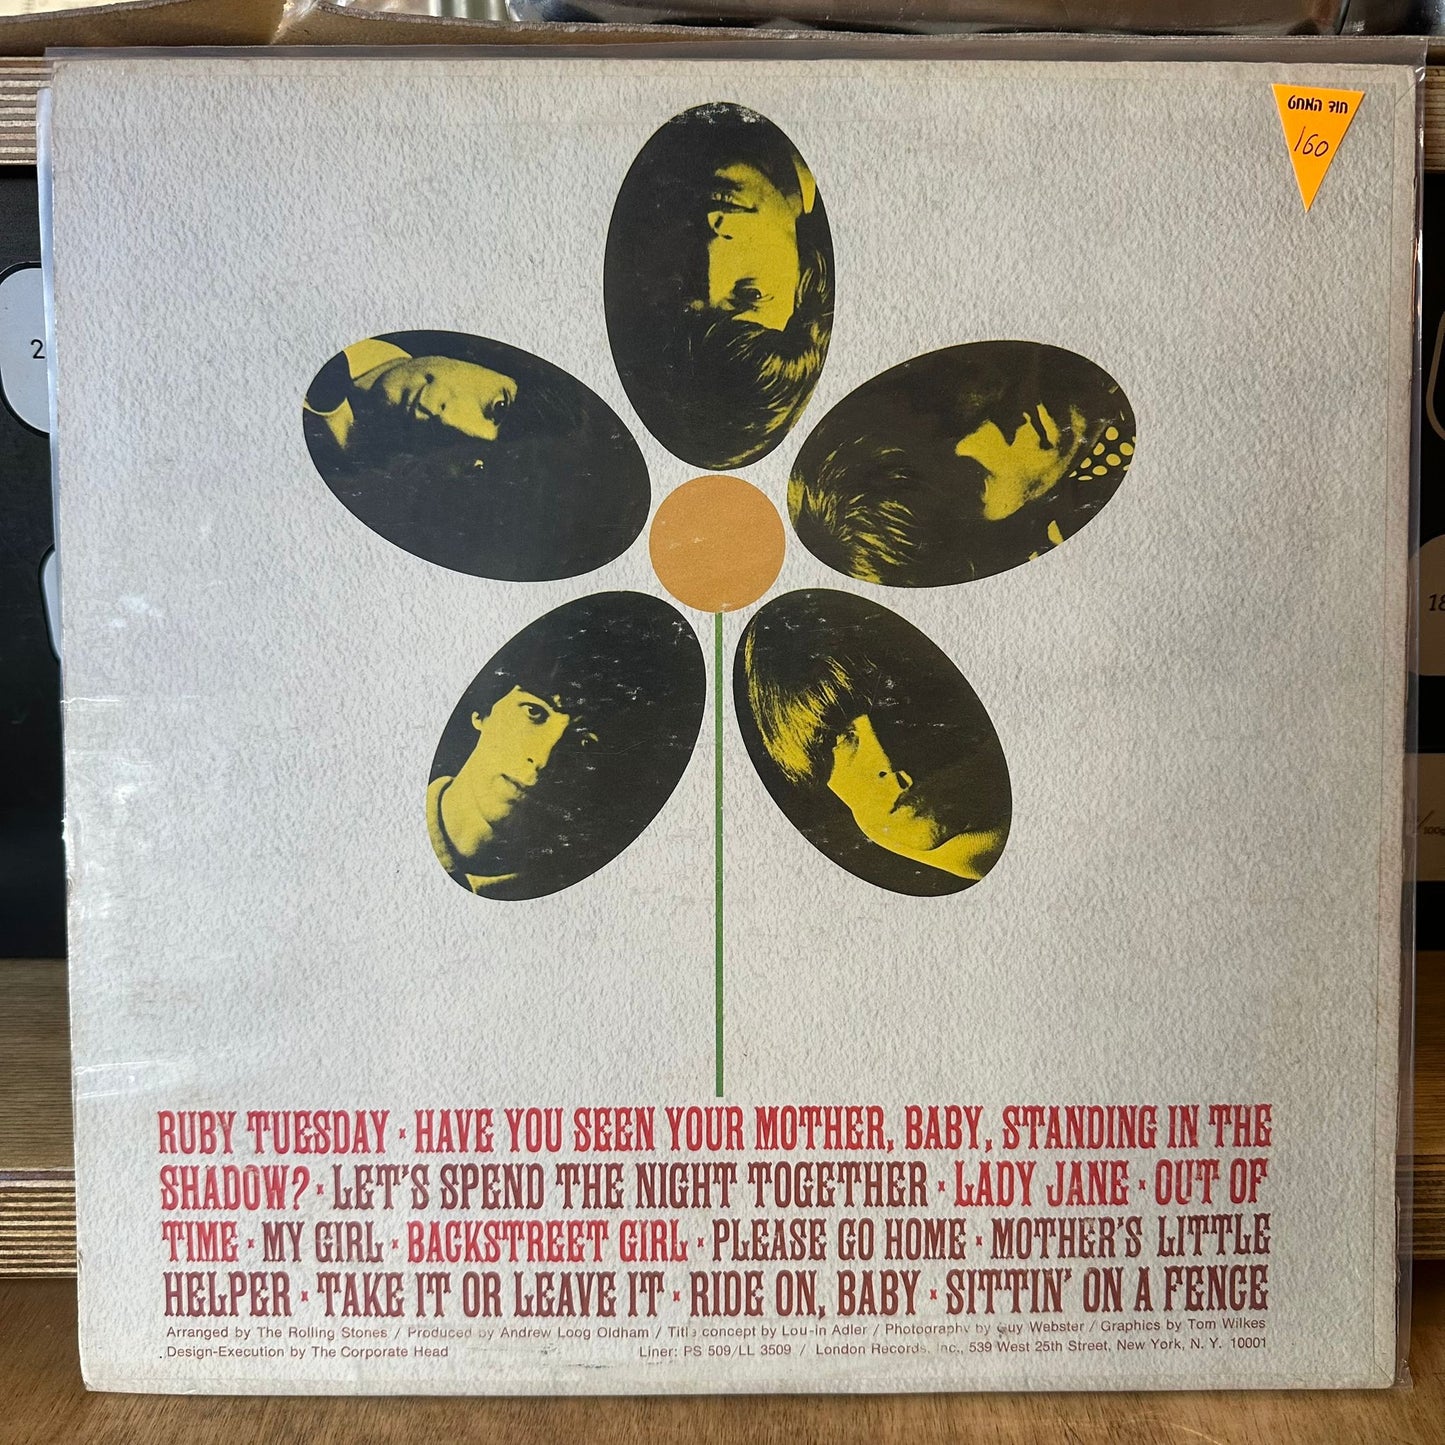 חוד המחט
160
2
18
RUBY TUESDAY × HAVE YOU SEEN YOUR MOTHER, BABY, STANDING IN THE
SHADOW? × LET'S SPEND THE NIGHT TOGETHER × LADY JANE × OUT OF
TIME × MY GIRL × BACKSTREET GIRL × PLEASE GO HOME × MOTHER'S LITTLE
HELPER × TAKE IT OR LEAVE IT × RIDE ON, BABY × SITTIN' ON A FENCE
Arranged by The Rolling Stones / Produced by Andrew Loog Oldham / Title concept by Lou-in Adler / Photography by Guy Webster / Graphics by Tom Wilkes
Design-Execution by The Corporate Head Liner: PS 509/LL 3509 / London Records, Inc., 539 West 25th Street, New York, N. Y. 10001